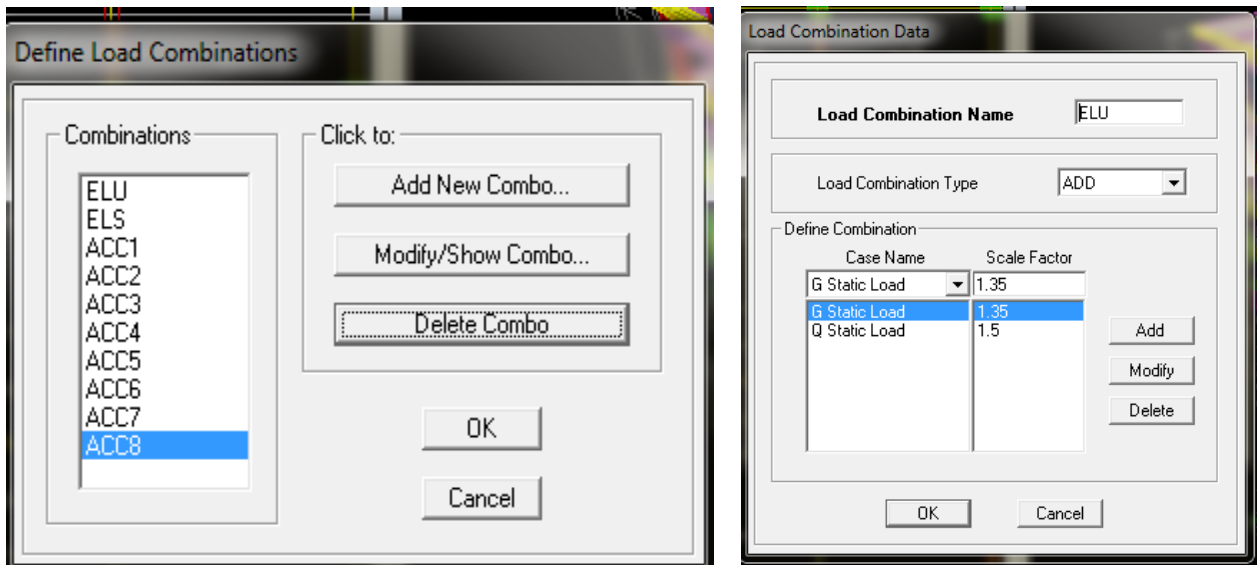 Define Load Combinations
Combinations
ELU
ELS
ACC1
ACC2
ACC3
ACC4
ACC5
ACC6
ACC7
ACC8
Click to:
Add New Combo...
Modify/Show Combo...
Delete Combo
OK
Cancel
Load Combination Data
Load Combination Name ELU
Load Combination Type ADD
Define Combination
Case Name Scale Factor
G Static Load 1.35
G Static Load 1.35
Q Static Load 1.5
Add
Modify
Delete
OK Cancel